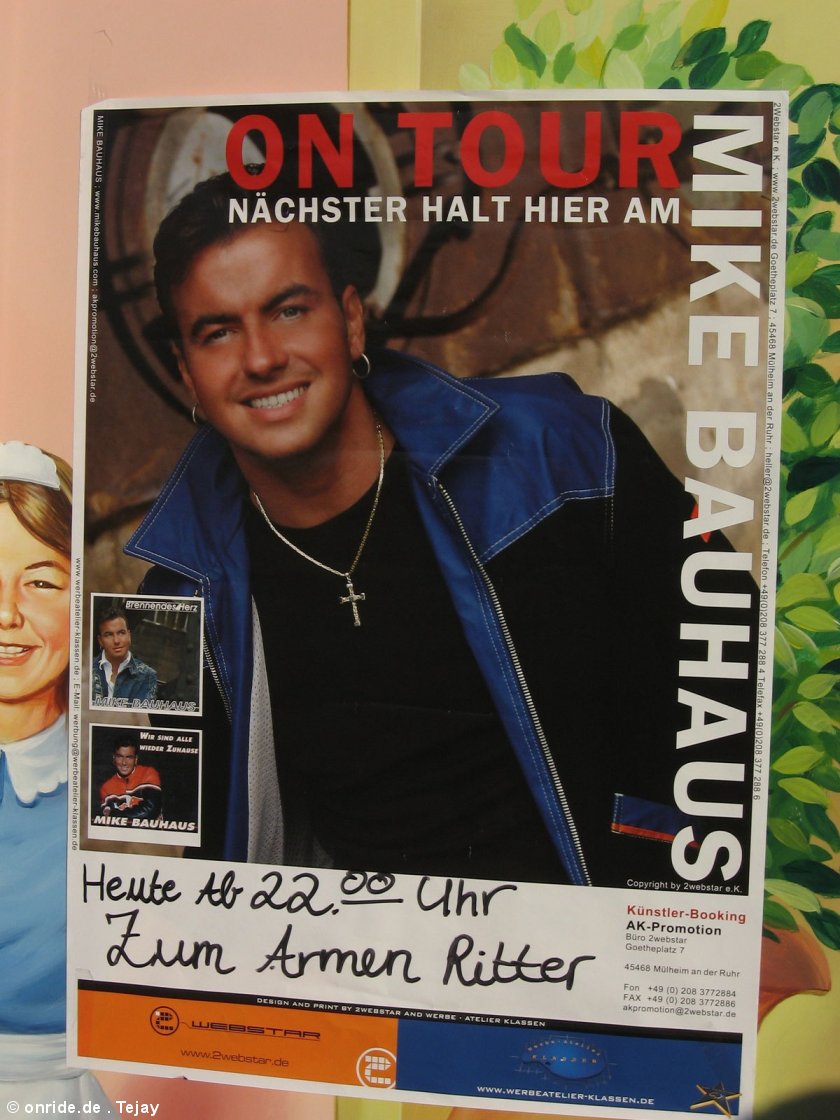 ON TOUR
NÄCHSTER HALT HIER AM
MIKE BAUHAUS
MIKE BAUHAUS : www.mikebauhaus.com : akpromotion@2webstar.de
2Webstar e.K. : www.2webstar.de Goetheplatz 7 : 45468 Mülheim an der Ruhr : heller@2webstar.de : Telefon +49(0)208 377 288 4 Telefax +49(0)208 377 288 6
www.werbeatelier-klassen.de : E-Mail: werbung@werbeatelier-klassen.de
Brennendes Herz
MIKE BAUHAUS
WIR SIND ALLE
WIEDER ZUHAUSE
MIKE BAUHAUS
Copyright by 2webstar e.K.
Heute Ab 22.00 Uhr
Zum Armen Ritter
Künstler-Booking
AK-Promotion
Büro 2webstar
Goetheplatz 7
45468 Mülheim an der Ruhr
Fon +49 (0) 208 3772884
FAX +49 (0) 208 3772886
akpromotion@2webstar.de
DESIGN AND PRINT BY 2WEBSTAR AND WERBE - ATELIER KLASSEN
WEBSTAR
www.2webstar.de
KLASSEN
WWW.WERBEATELIER-KLASSEN.DE
© onride.de . Tejay